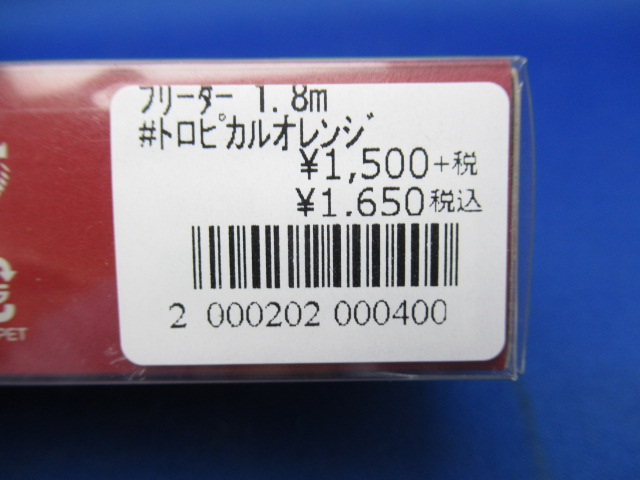 フリーダー 1.8m
#トロピカルオレンジ
¥1,500+税
¥1,650税込
2 000202 000400
PET